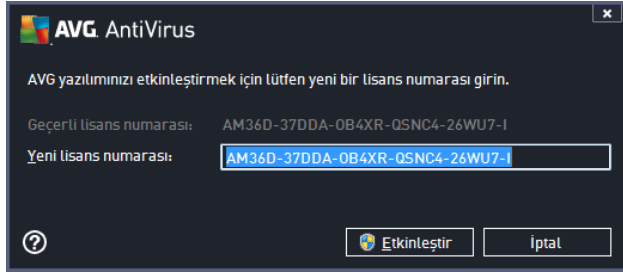 AVG. AntiVirus
AVG yazılımınızı etkinleştirmek için lütfen yeni bir lisans numarası girin.
Geçerli lisans numarası: AM36D-37DDA-OB4XR-QSNC4-26WU7-I
Yeni lisans numarası: AM36D-37DDA-OB4XR-QSNC4-26WU7-I
Etkinleştir İptal